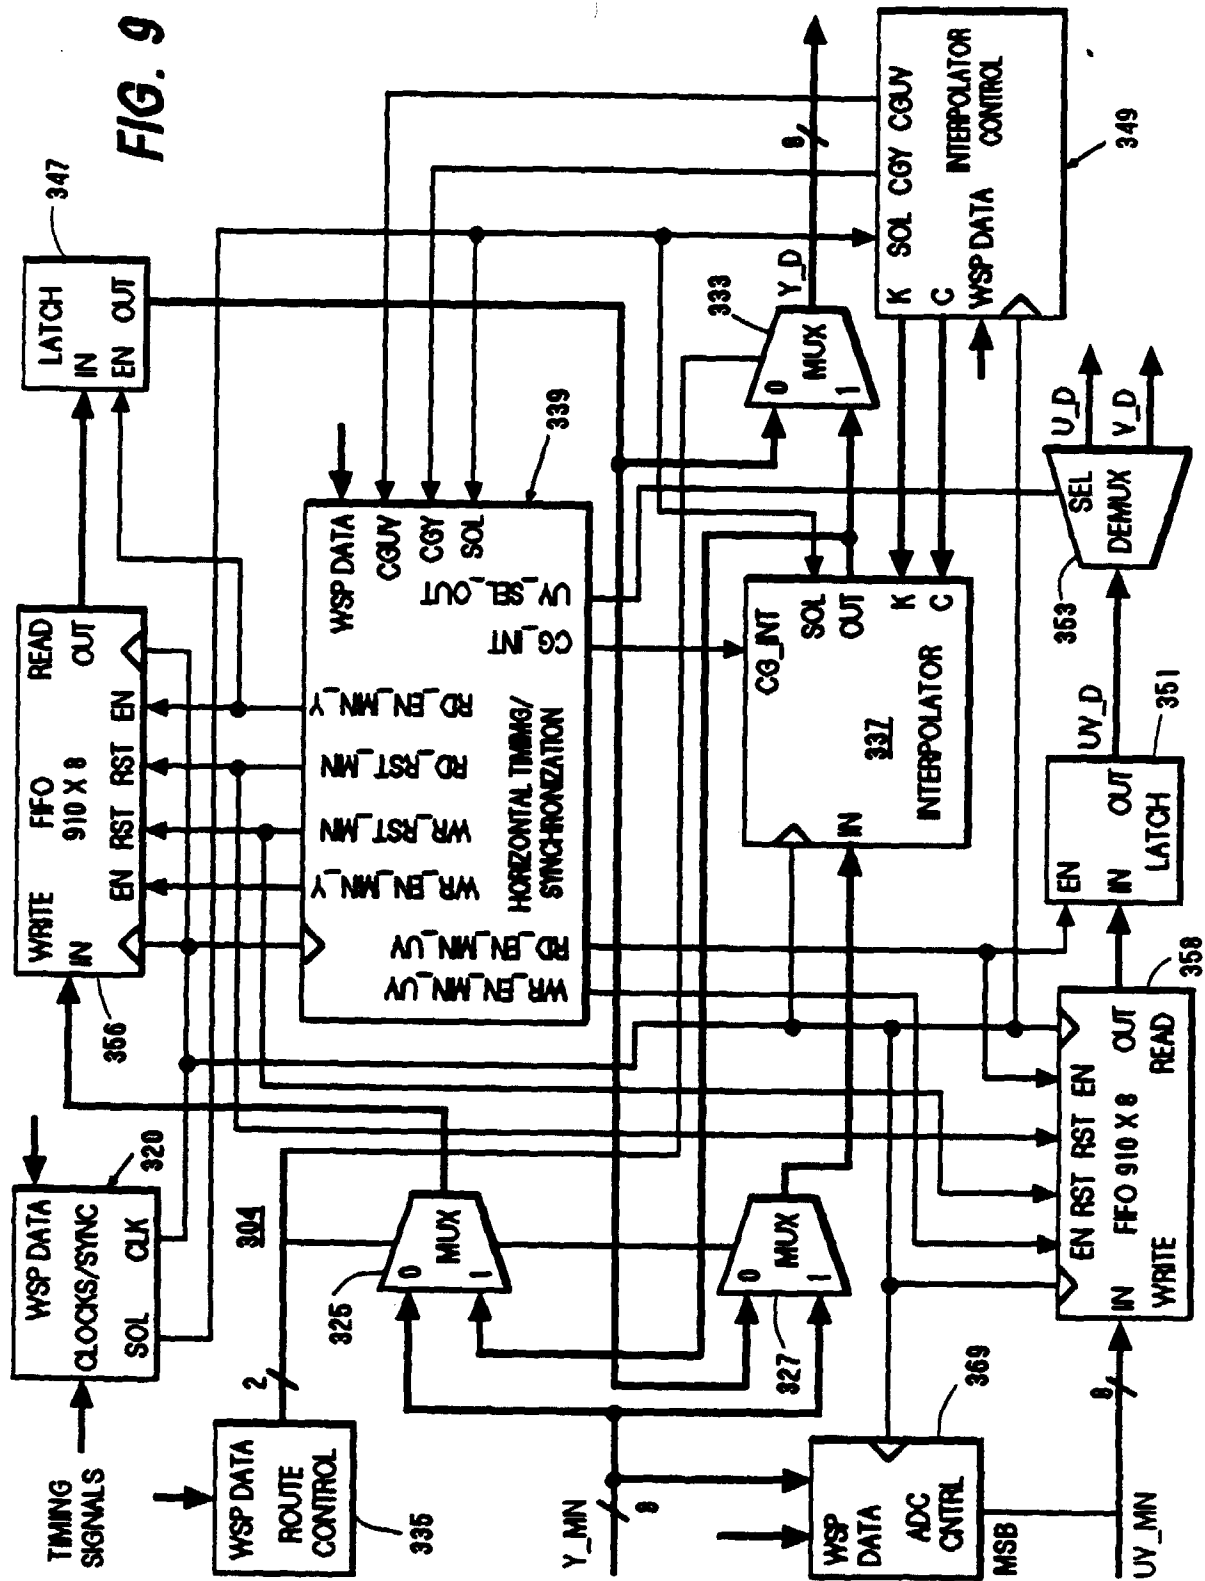 FIG. 9
TIMING
SIGNALS
WSP DATA
CLOCKS/SYNC
SOL CLK
320
WSP DATA
ROUTE
CONTROL
335
2
304
WRITE
IN
FIFO
910 X 8
READ
OUT
EN RST RST EN
356
LATCH
IN
EN OUT
347
WSP DATA
CGUV
CGY
SOL
339
UY_SEL_OUT
CG_INT
RD_EN_MN_Y
RD_RST_MN
WR_RST_MN
WR_EN_MN_Y
RD_EN_MN_UV
WR_EN_MN_UY
HORIZONTAL TIMIMG/
SYNCHRONIZATION
0
MUX
1
325
0
MUX
1
327
CG_INT
SOL
OUT
K
C
IN
337
INTERPOLATOR
0
MUX
1
333
Y_D
8
K SOL CGY CGUV
C
WSP DATA
INTERPOLATOR
CONTROL
349
Y_MN
8
WSP
DATA
ADC
CNTRL
MSB
369
UV_MN
8
EN RST RST EN
IN
FIFO 910 X 8
OUT
WRITE
READ
358
EN
IN
OUT
LATCH
351
UV_D
SEL
DEMUX
353
U_D
V_D